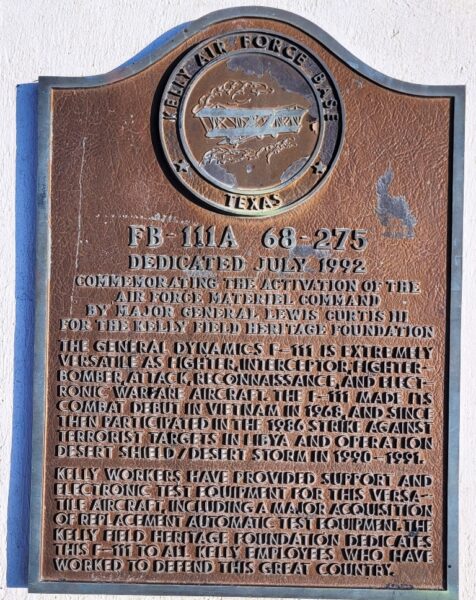 KELLY AIR FORCE BASE
TEXAS
FB-111A 68-275
DEDICATED JULY 1992
COMMEMORATING THE ACTIVATION OF THE
AIR FORCE MATERIEL COMMAND
BY MAJOR GENERAL LEWIS CURTIS III
FOR THE KELLY FIELD HERITAGE FOUNDATION
THE GENERAL DYNAMICS F-111 IS EXTREMELY
VERSATILE AS FIGHTER, INTERCEPTOR, FIGHTER-
BOMBER, ATTACK, RECONNAISSANCE, AND ELECT-
RONIC WARFARE AIRCRAFT. THE F-111 MADE ITS
COMBAT DEBUT IN VIETNAM IN 1968, AND SINCE
THEN PARTICIPATED IN THE 1986 STRIKE AGAINST
TERRORIST TARGETS IN LIBYA AND OPERATION
DESERT SHIELD/DESERT STORM IN 1990-1991.
KELLY WORKERS HAVE PROVIDED SUPPORT AND
ELECTRONIC TEST EQUIPMENT FOR THIS VERSA-
TILE AIRCRAFT, INCLUDING A MAJOR ACQUISITION
OF REPLACEMENT AUTOMATIC TEST EQUIPMENT. THE
KELLY FIELD HERITAGE FOUNDATION DEDICATES
THIS F-111 TO ALL KELLY EMPLOYEES WHO HAVE
WORKED TO DEFEND THIS GREAT COUNTRY.